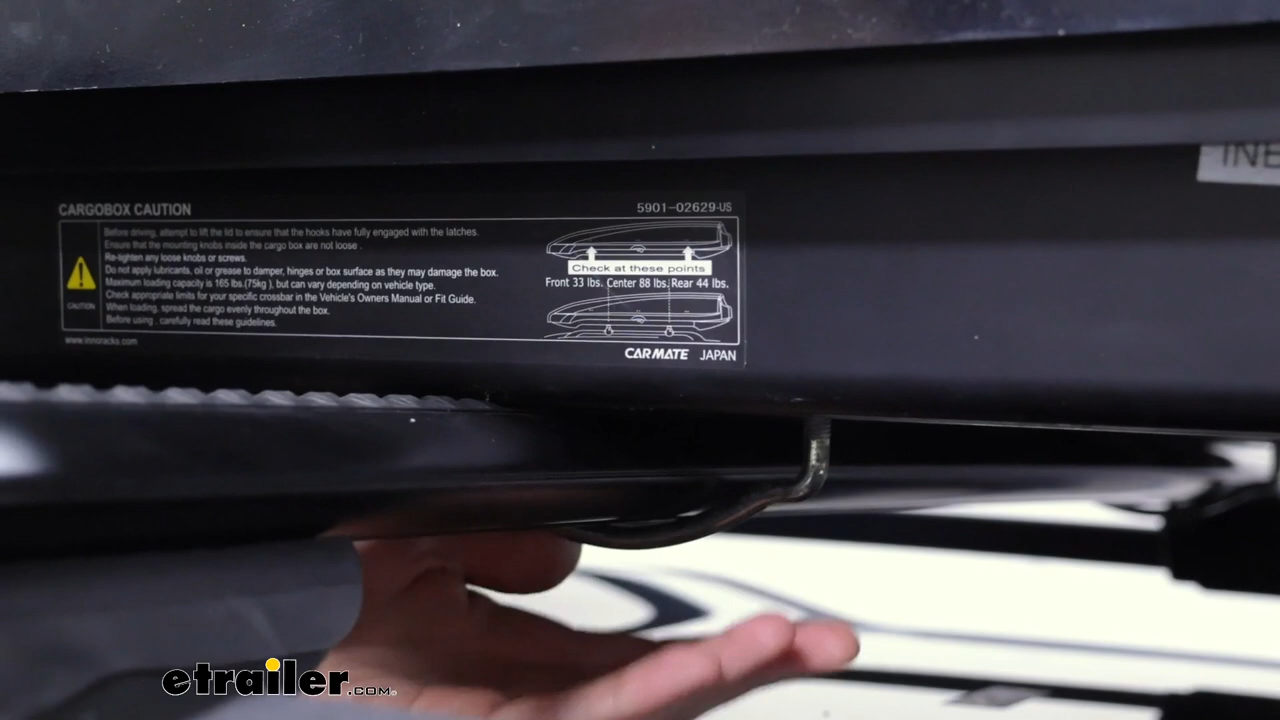 INE
CARGOBOX CAUTION
5901-02629-US
Before driving, attempt to lift the lid to ensure that the hooks have fully engaged with the latches.
Ensure that the mounting knobs inside the cargo box are not loose .
Re-tighten any loose knobs or screws.
Do not apply lubricants, oil or grease to damper, hinges or box surface as they may damage the box.
Maximum loading capacity is 165 lbs.(75kg ), but can vary depending on vehicle type.
Check appropriate limits for your specific crossbar in the Vehicle's Owners Manual or Fit Guide.
When loading, spread the cargo evenly throughout the box.
Before using , carefully read these guidelines.
CAUTION
Check at these points
Front 33 lbs. Center 88 lbs. Rear 44 lbs.
www.innoracks.com
CARMATE JAPAN
etrailer.com